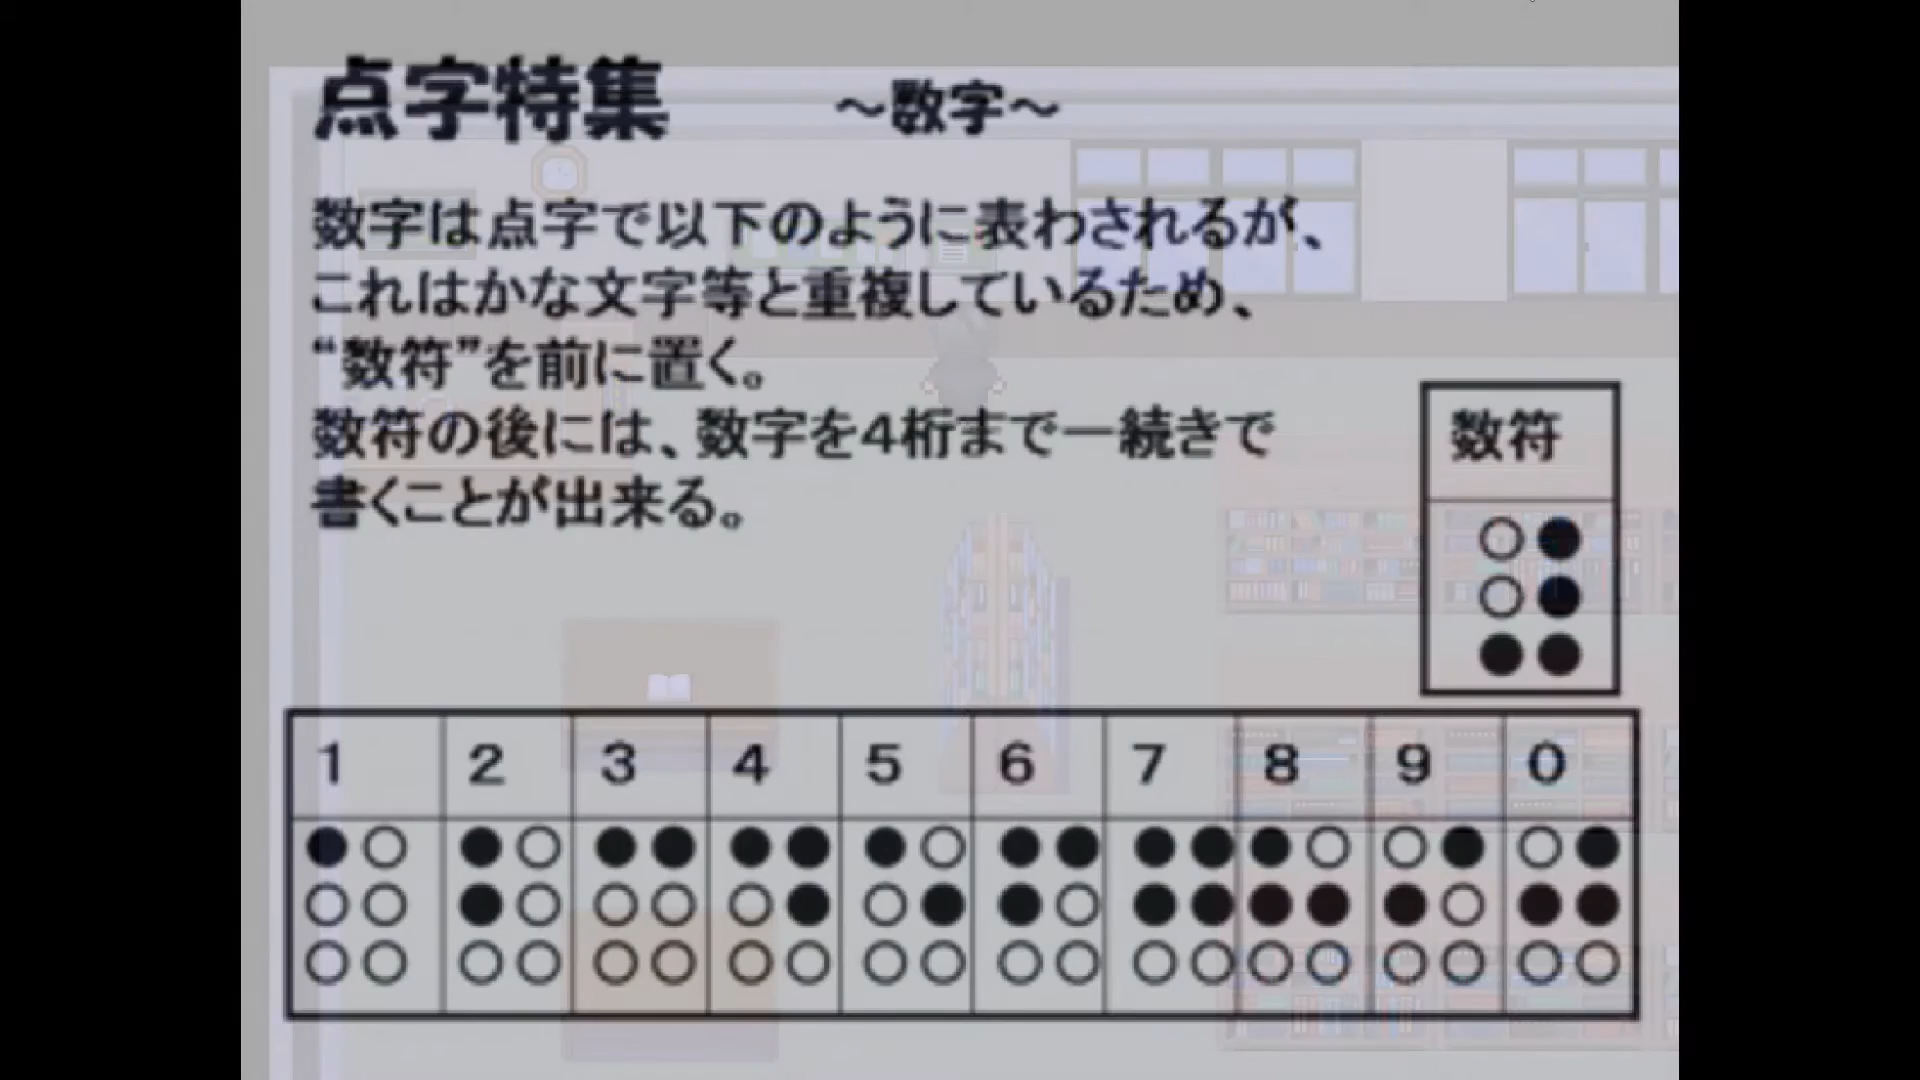 点字特集 ～数字～
数字は点字で以下のように表わされるが、
これはかな文字等と重複しているため、
“数符”を前に置く。
数符の後には、数字を4桁まで一続きで
書くことが出来る。
数符
1 2 3 4 5 6 7 8 9 0